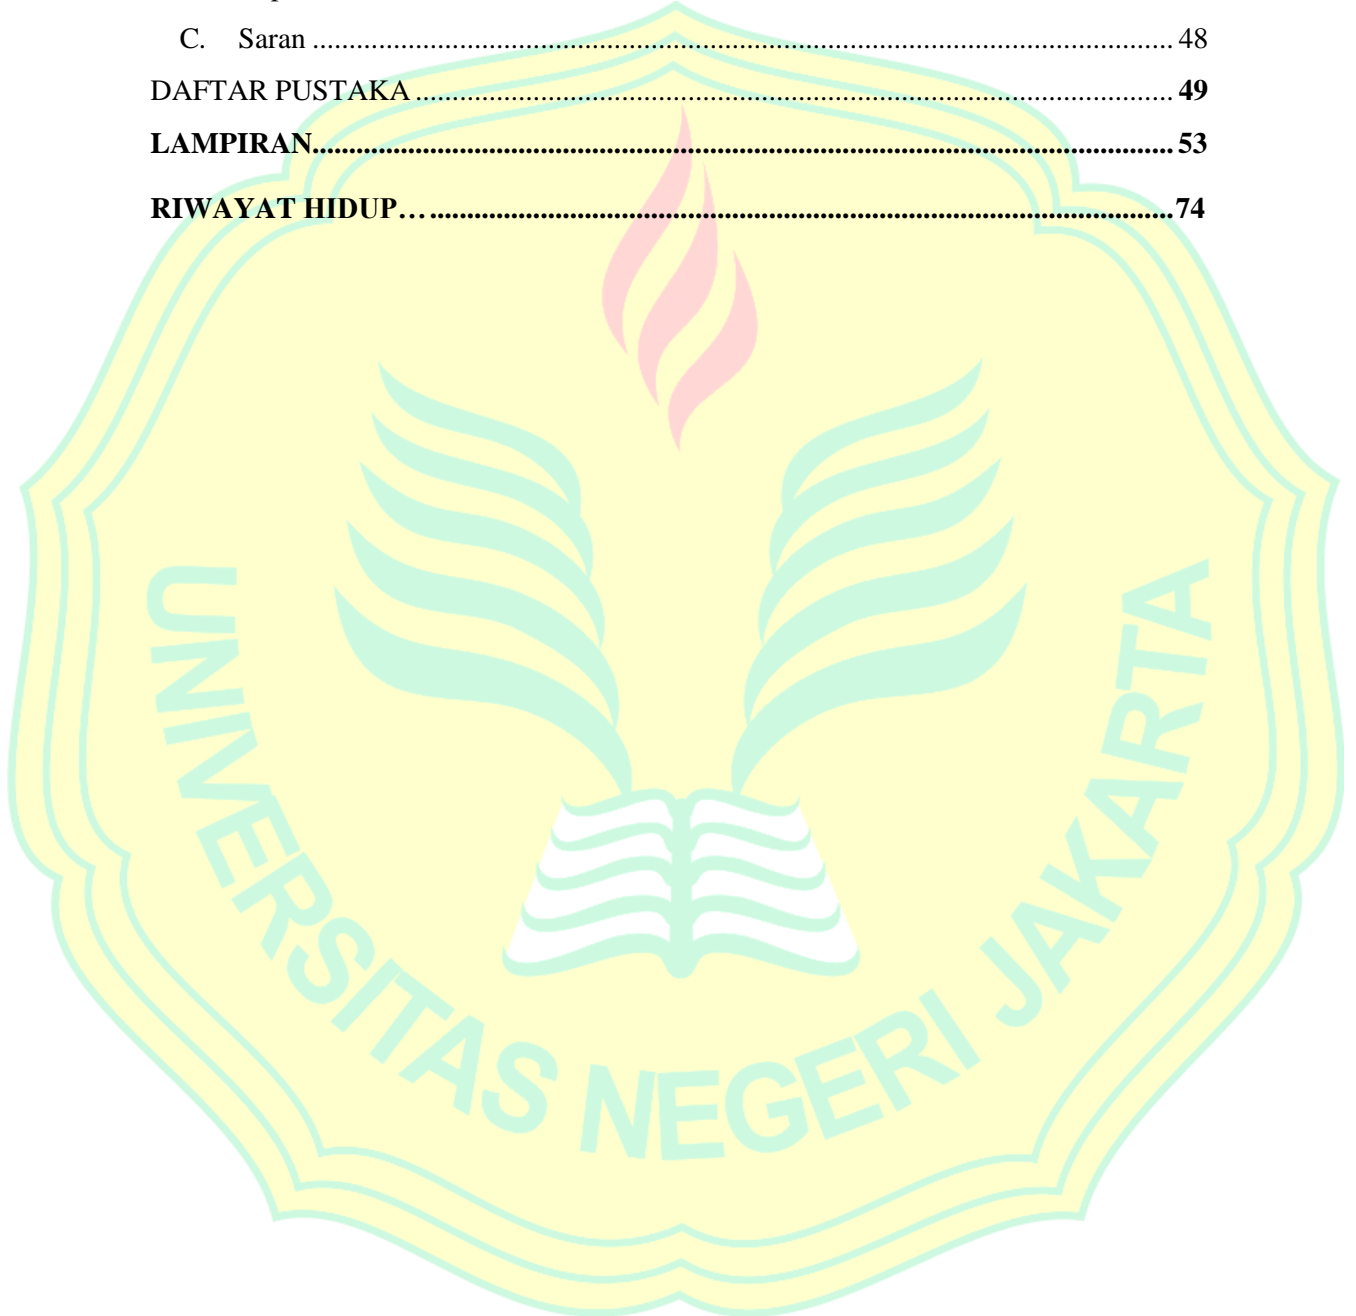 C. Saran ........................................................................................................ 48
DAFTAR PUSTAKA ........................................................................................ 49
LAMPIRAN..................................................................................................... 53
RIWAYAT HIDUP… ........................................................................................74
UNIVERSITAS NEGERI JAKARTA